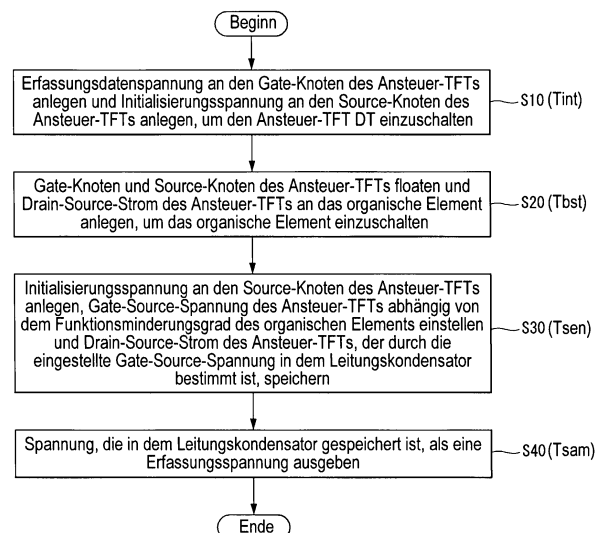 Beginn
Erfassungsdatenspannung an den Gate-Knoten des Ansteuer-TFTs
anlegen und Initialisierungsspannung an den Source-Knoten des
Ansteuer-TFTs anlegen, um den Ansteuer-TFT DT einzuschalten
S10 (Tint)
Gate-Knoten und Source-Knoten des Ansteuer-TFTs floaten und
Drain-Source-Strom des Ansteuer-TFTs an das organische Element
anlegen, um das organische Element einzuschalten
S20 (Tbst)
Initialisierungsspannung an den Source-Knoten des Ansteuer-TFTs
anlegen, Gate-Source-Spannung des Ansteuer-TFTs abhängig von
dem Funktionsminderungsgrad des organischen Elements einstellen
und Drain-Source-Strom des Ansteuer-TFTs, der durch die
eingestellte Gate-Source-Spannung in dem Leitungskondensator
bestimmt ist, speichern
S30 (Tsen)
Spannung, die in dem Leitungskondensator gespeichert ist, als eine
Erfassungsspannung ausgeben
S40 (Tsam)
Ende